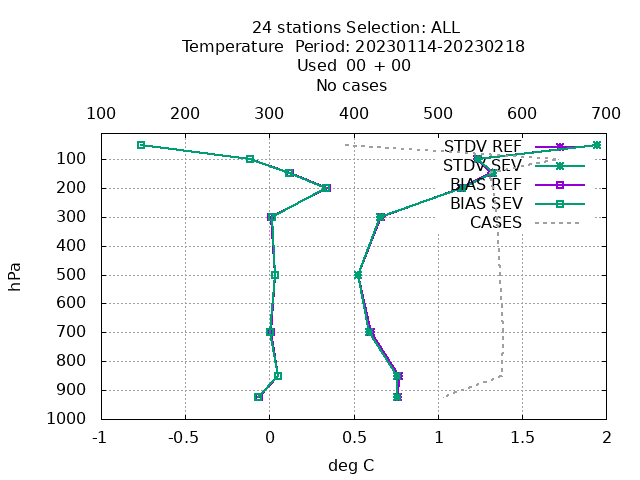 24 stations Selection: ALL
Temperature  Period: 20230114-20230218
Used  00 + 00
No cases
100 200 300 400 500 600 700
STDV REF
STDV SEV
BIAS REF
BIAS SEV
CASES
100
200
300
400
500
600
700
800
900
1000
hPa
-1 -0.5 0 0.5 1 1.5 2
deg C